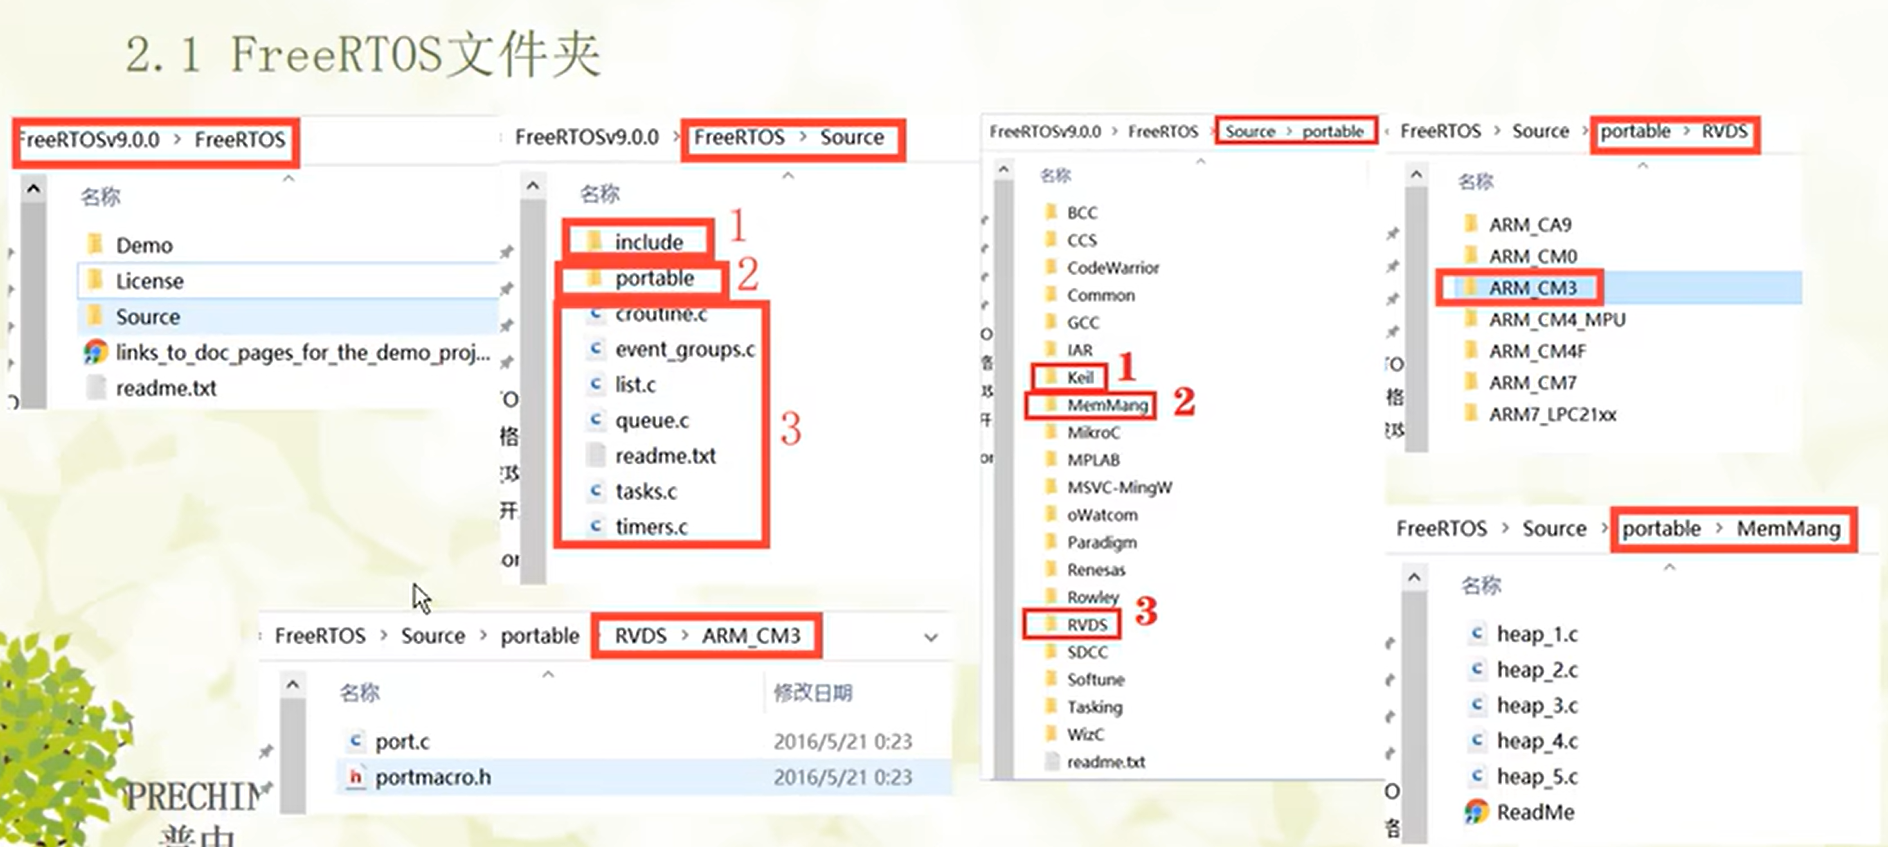 2.1 FreeRTOS文件夹
FreeRTOSv9.0.0 › FreeRTOS
名称
Demo
License
Source
links_to_doc_pages_for_the_demo_proj...
readme.txt
FreeRTOSv9.0.0 › FreeRTOS › Source
名称
include 1
portable 2
croutine.c
event_groups.c
list.c
queue.c
3
readme.txt
tasks.c
timers.c
FreeRTOSv9.0.0 › FreeRTOS › Source › portable
名称
BCC
CCS
CodeWarrior
Common
GCC
IAR
Keil 1
MemMang 2
MikroC
MPLAB
MSVC-MingW
oWatcom
Paradigm
Renesas
Rowley
RVDS 3
SDCC
Softune
Tasking
WizC
readme.txt
FreeRTOS › Source › portable › RVDS
名称
ARM_CA9
ARM_CM0
ARM_CM3
ARM_CM4_MPU
ARM_CM4F
ARM_CM7
ARM7_LPC21xx
FreeRTOS › Source › portable › MemMang
名称
heap_1.c
heap_2.c
heap_3.c
heap_4.c
heap_5.c
ReadMe
FreeRTOS › Source › portable › RVDS › ARM_CM3
名称 修改日期
port.c 2016/5/21 0:23
portmacro.h 2016/5/21 0:23
PRECHIN
普中